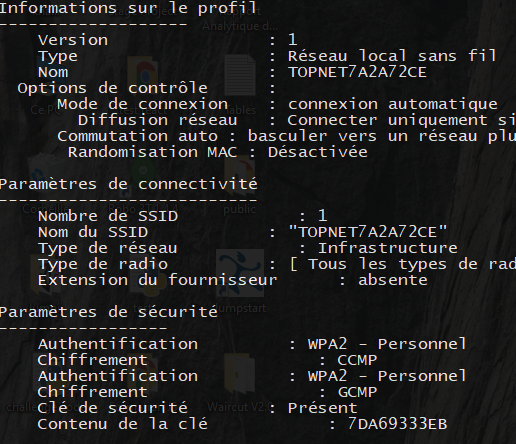 Informations sur le profil
-------------------
Version : 1
Type : Réseau local sans fil
Nom : TOPNET7A2A72CE
Options de contrôle :
Mode de connexion : connexion automatique
Diffusion réseau : Connecter uniquement si
Commutation auto : basculer vers un réseau plu
Randomisation MAC : Désactivée
Paramètres de connectivité
--------------------------
Nombre de SSID : 1
Nom du SSID : "TOPNET7A2A72CE"
Type de réseau : Infrastructure
Type de radio : [ Tous les types de rad
Extension du fournisseur : absente
Paramètres de sécurité
-----------------
Authentification : WPA2 - Personnel
Chiffrement : CCMP
Authentification : WPA2 - Personnel
Chiffrement : GCMP
Clé de sécurité : Présent
Contenu de la clé : 7DA69333EB
public
Jumpstart
Waircut V2